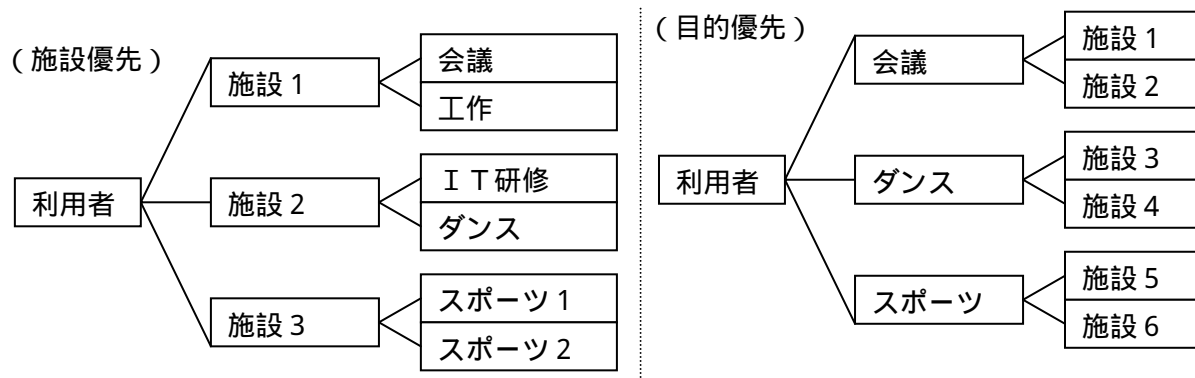 （施設優先）
利用者
施設１
会議
工作
施設２
ＩＴ研修
ダンス
施設３
スポーツ１
スポーツ２
（目的優先）
利用者
会議
施設１
施設２
ダンス
施設３
施設４
スポーツ
施設５
施設６